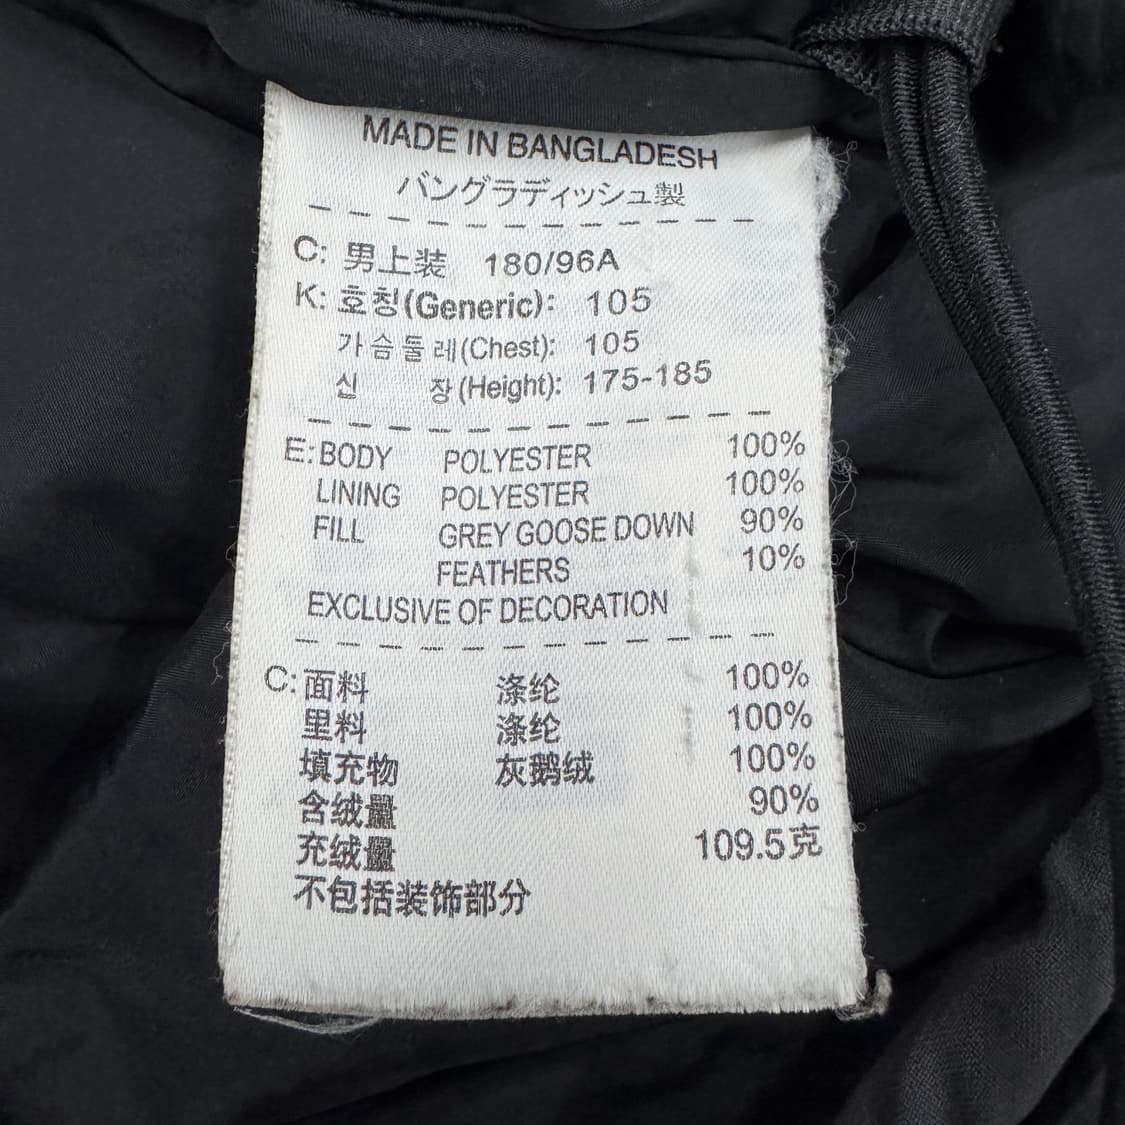 MADE IN BANGLADESH
バングラディッシュ製
C: 男上装 180/96A
K: 호칭(Generic): 105
가슴둘레(Chest): 105
신 장(Height): 175-185
E: BODY POLYESTER 100%
LINING POLYESTER 100%
FILL GREY GOOSE DOWN 90%
FEATHERS 10%
EXCLUSIVE OF DECORATION
C: 面料 涤纶 100%
里料 涤纶 100%
填充物 灰鹅绒 100%
含绒量 90%
充绒量 109.5克
不包括装饰部分